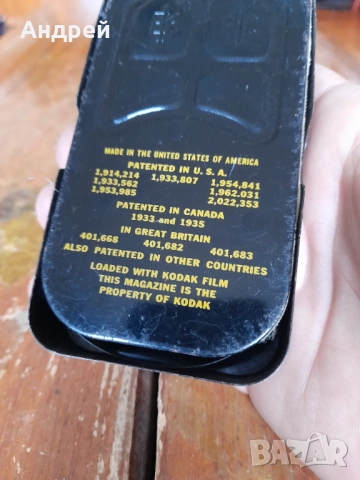 Андрей
MADE IN THE UNITED STATES OF AMERICA
PATENTED IN U.S.A.
1,914,214 1,933,807 1,954,841
1,933,562 1,962,031
1,953,985 2,022,353
PATENTED IN CANADA
1933 AND 1935
IN GREAT BRITAIN
401,668 401,682 401,683
ALSO PATENTED IN OTHER COUNTRIES
LOADED WITH KODAK FILM
THIS MAGAZINE IS THE
PROPERTY OF KODAK
BAZAR
bg